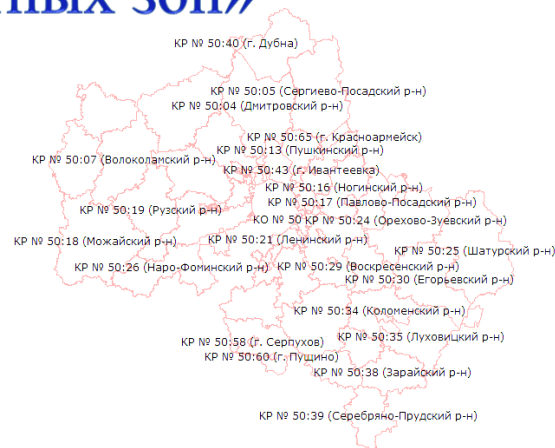 тных зон»
КР № 50:40 (г. Дубна)
КР № 50:05 (Сергиево-Посадский р-н)
КР № 50:04 (Дмитровский р-н)
КР № 50:65 (г. Красноармейск)
КР № 50:13 (Пушкинский р-н)
КР № 50:07 (Волоколамский р-н)
КР № 50:43 (г. Ивантеевка)
КР № 50:16 (Ногинский р-н)
КР № 50:17 (Павлово-Посадский р-н)
КР № 50:19 (Рузский р-н)
КО № 50
КР № 50:24 (Орехово-Зуевский р-н)
КР № 50:18 (Можайский р-н)
КР № 50:21 (Ленинский р-н)
КР № 50:25 (Шатурский р-н)
КР № 50:26 (Наро-Фоминский р-н)
КР № 50:29 (Воскресенский р-н)
КР № 50:30 (Егорьевский р-н)
КР № 50:34 (Коломенский р-н)
КР № 50:35 (Луховицкий р-н)
КР № 50:58 (г. Серпухов)
КР № 50:60 (г. Пущино)
КР № 50:38 (Зарайский р-н)
КР № 50:39 (Серебряно-Прудский р-н)